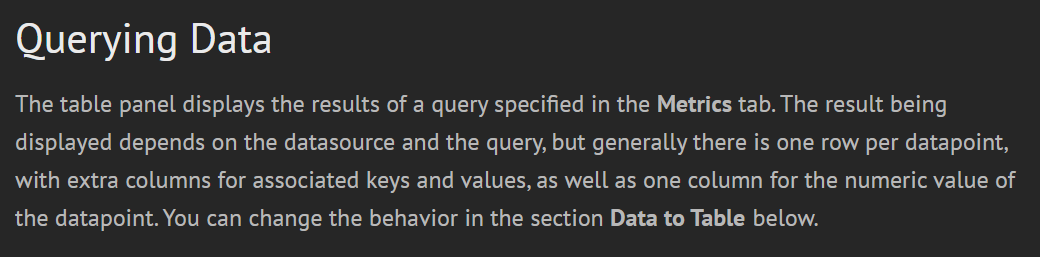 Querying Data
The table panel displays the results of a query specified in the Metrics tab. The result being
displayed depends on the datasource and the query, but generally there is one row per datapoint,
with extra columns for associated keys and values, as well as one column for the numeric value of
the datapoint. You can change the behavior in the section Data to Table below.